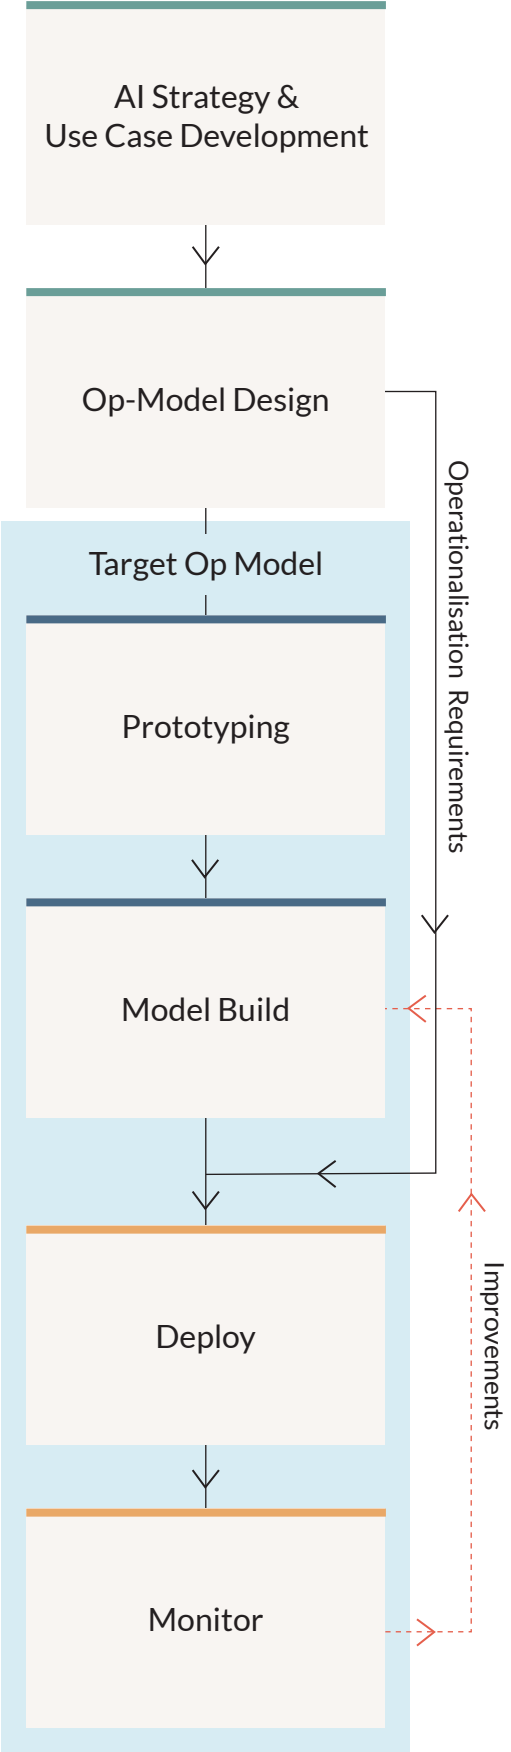 AI Strategy &
Use Case Development
Op-Model Design
Operationalisation Requirements
Target Op Model
Prototyping
Model Build
Deploy
Improvements
Monitor